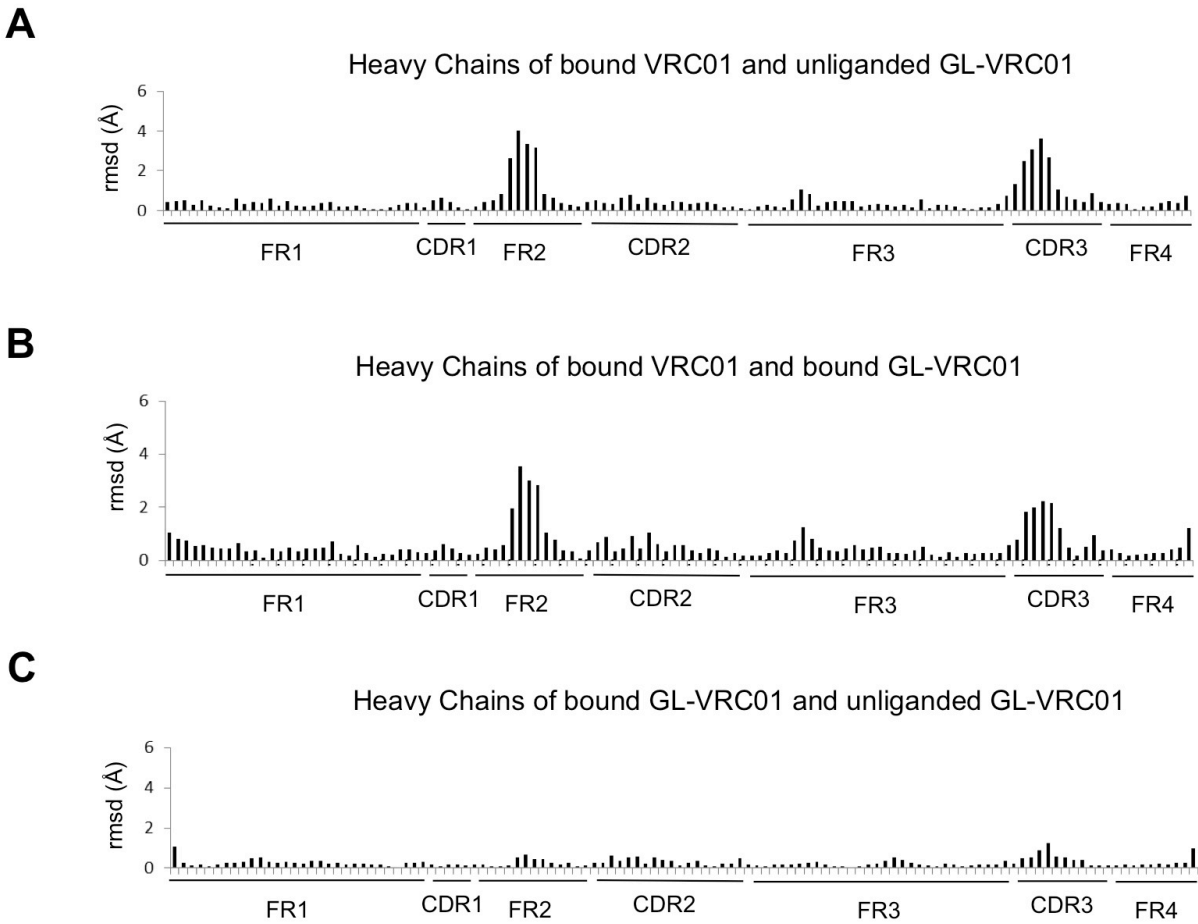 A
Heavy Chains of bound VRC01 and unliganded GL-VRC01
rmsd (Å)
6
4
2
0
FR1 CDR1 FR2 CDR2 FR3 CDR3 FR4
B
Heavy Chains of bound VRC01 and bound GL-VRC01
rmsd (Å)
6
4
2
0
FR1 CDR1 FR2 CDR2 FR3 CDR3 FR4
C
Heavy Chains of bound GL-VRC01 and unliganded GL-VRC01
rmsd (Å)
6
4
2
0
FR1 CDR1 FR2 CDR2 FR3 CDR3 FR4